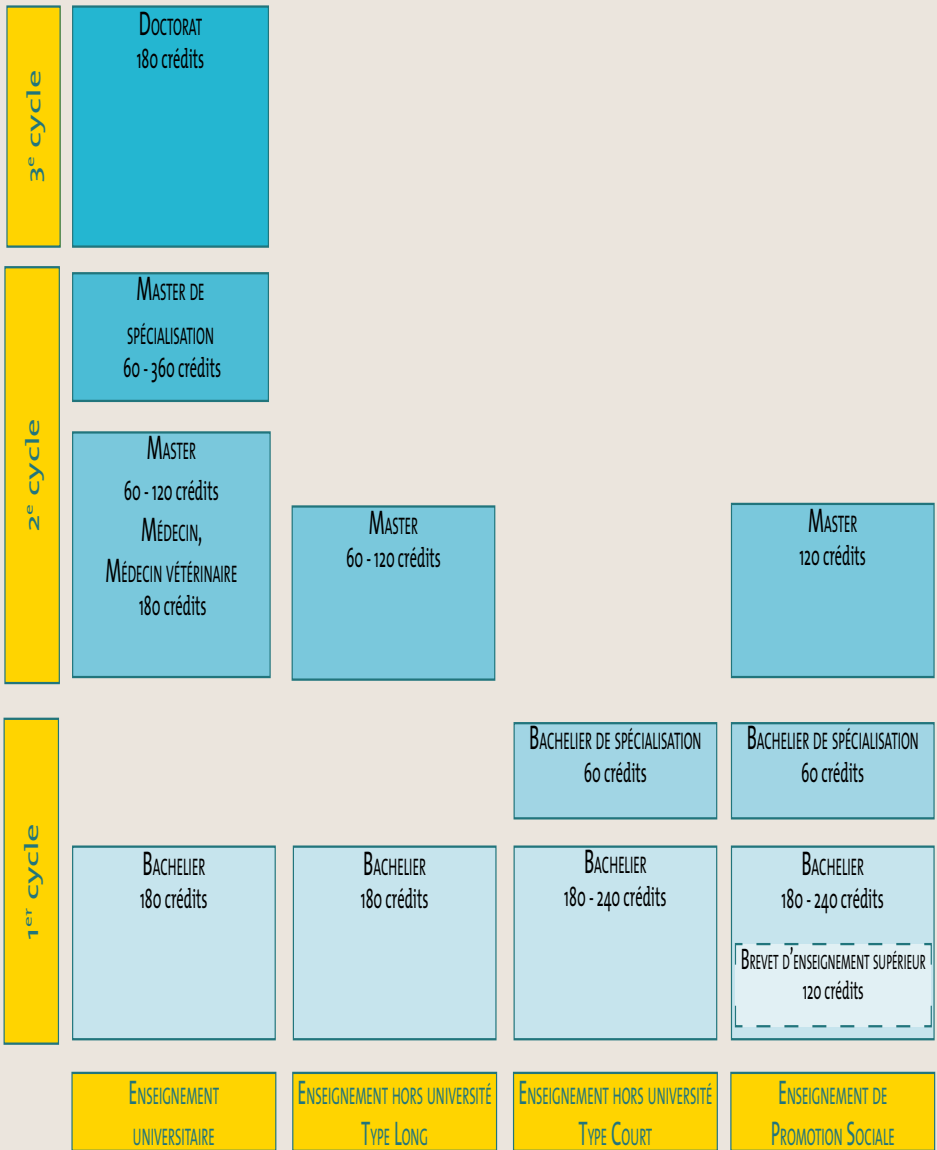 3e cycle
Doctorat
180 crédits
2e cycle
Master de
spécialisation
60 - 360 crédits
Master
60 - 120 crédits
Médecin,
Médecin vétérinaire
180 crédits
Master
60 - 120 crédits
Master
120 crédits
1er cycle
Bachelier de spécialisation
60 crédits
Bachelier de spécialisation
60 crédits
Bachelier
180 crédits
Bachelier
180 crédits
Bachelier
180 - 240 crédits
Bachelier
180 - 240 crédits
Brevet d'enseignement supérieur
120 crédits
Enseignement
universitaire
Enseignement hors université
Type Long
Enseignement hors université
Type Court
Enseignement de
Promotion Sociale